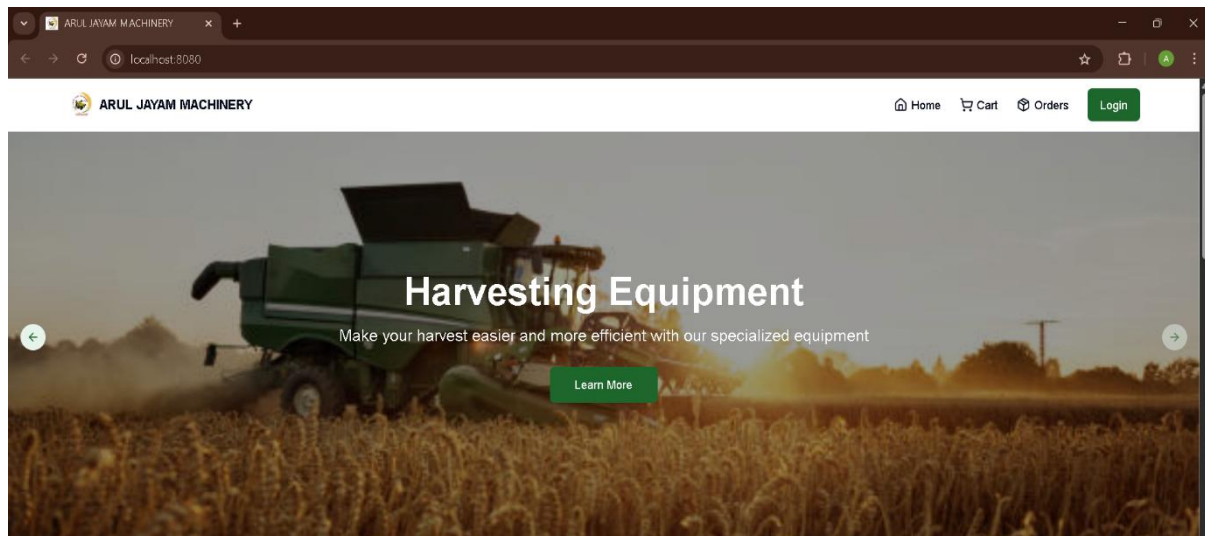 ARUL JAYAM MACHINERY
localhost:8080
A
ARUL JAYAM MACHINERY
Home Cart Orders Login
Harvesting Equipment
Make your harvest easier and more efficient with our specialized equipment
Learn More